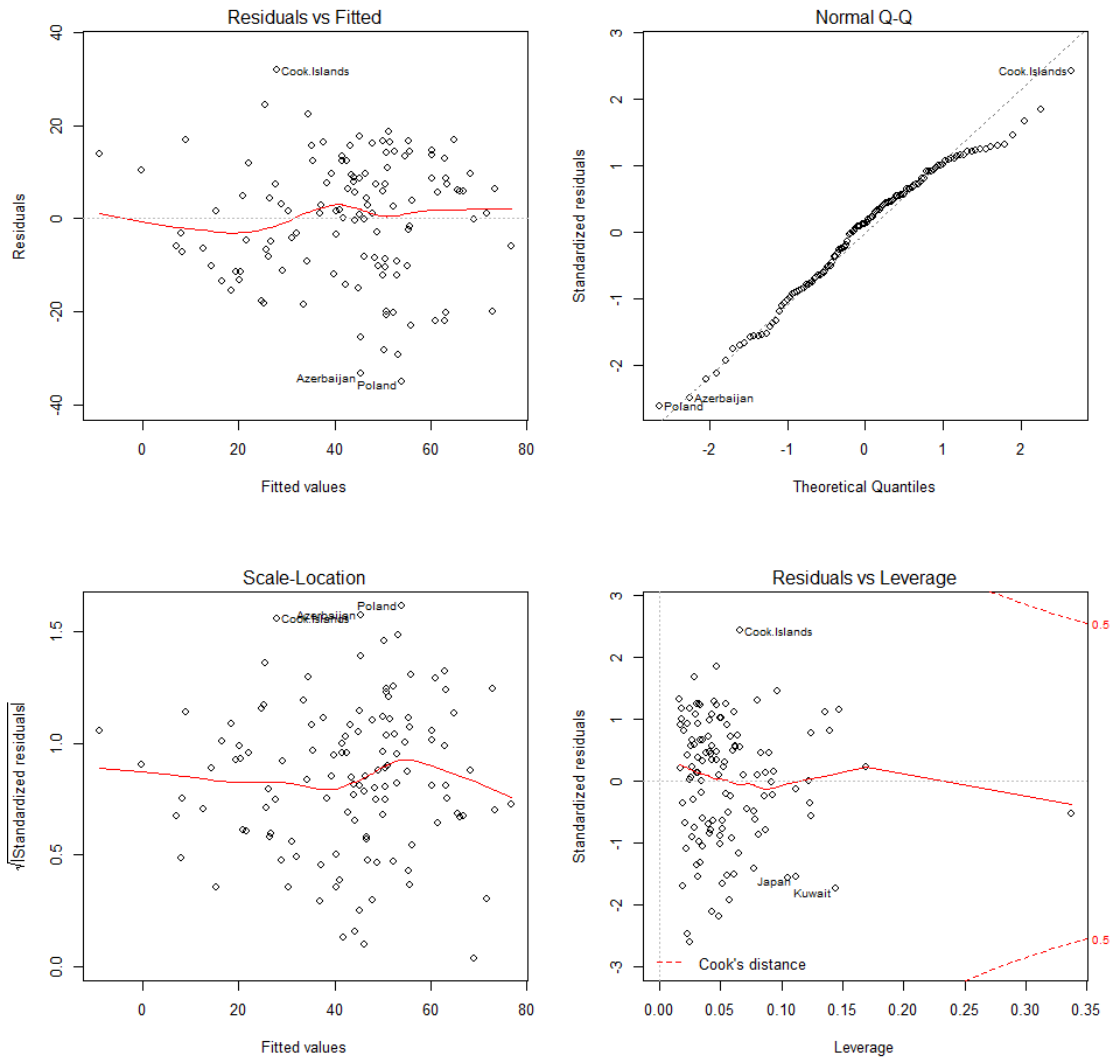 Residuals vs Fitted
Residuals
40
20
0
-20
-40
Cook.Islands
Azerbaijan
Poland
0 20 40 60 80
Fitted values
Normal Q-Q
Standardized residuals
3
2
1
0
-1
-2
Cook.Islands
Azerbaijan
Poland
-2 -1 0 1 2
Theoretical Quantiles
Scale-Location
√|Standardized residuals|
1.5
1.0
0.5
0.0
Poland
Azerbaijan
Cook.Islands
0 20 40 60 80
Fitted values
Residuals vs Leverage
Standardized residuals
3
2
1
0
-1
-2
-3
Cook.Islands
Japan
Kuwait
0.5
0.5
Cook's distance
0.00 0.05 0.10 0.15 0.20 0.25 0.30 0.35
Leverage